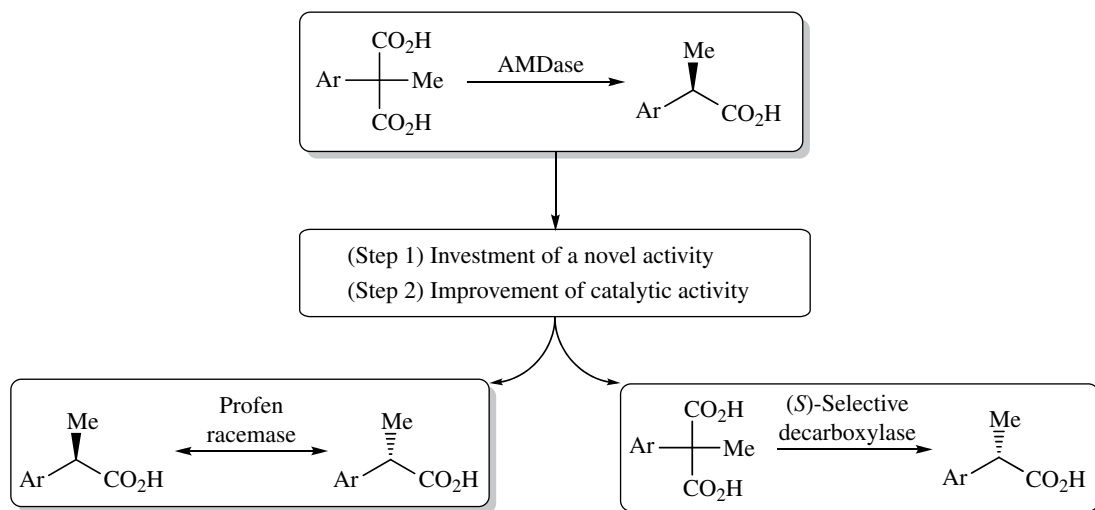 CO2H
Ar
Me
CO2H
AMDase
Me
Ar
CO2H
(Step 1) Investment of a novel activity
(Step 2) Improvement of catalytic activity
Me
Ar
CO2H
Profen
racemase
Me
Ar
CO2H
CO2H
Ar
Me
CO2H
(S)-Selective
decarboxylase
Me
Ar
CO2H